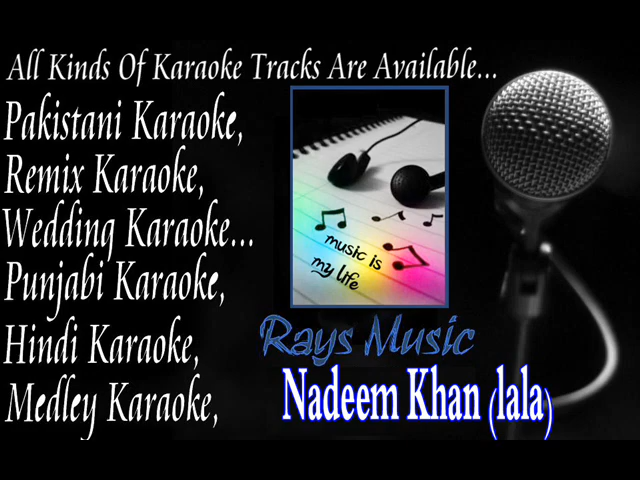 All Kinds Of Karaoke Tracks Are Available...
Pakistani Karaoke,
Remix Karaoke,
Wedding Karaoke...
Punjabi Karaoke,
Hindi Karaoke,
Medley Karaoke,
music is
my life
Rays Music
Nadeem Khan (lala)